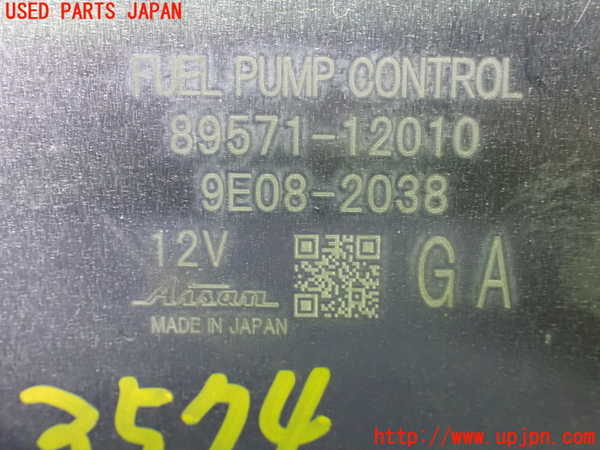 USED PARTS JAPAN
FUEL PUMP CONTROL
89571-12010
9E08-2038
12V
GA
Aisan
MADE IN JAPAN
3574
http://www.upjpn.com/